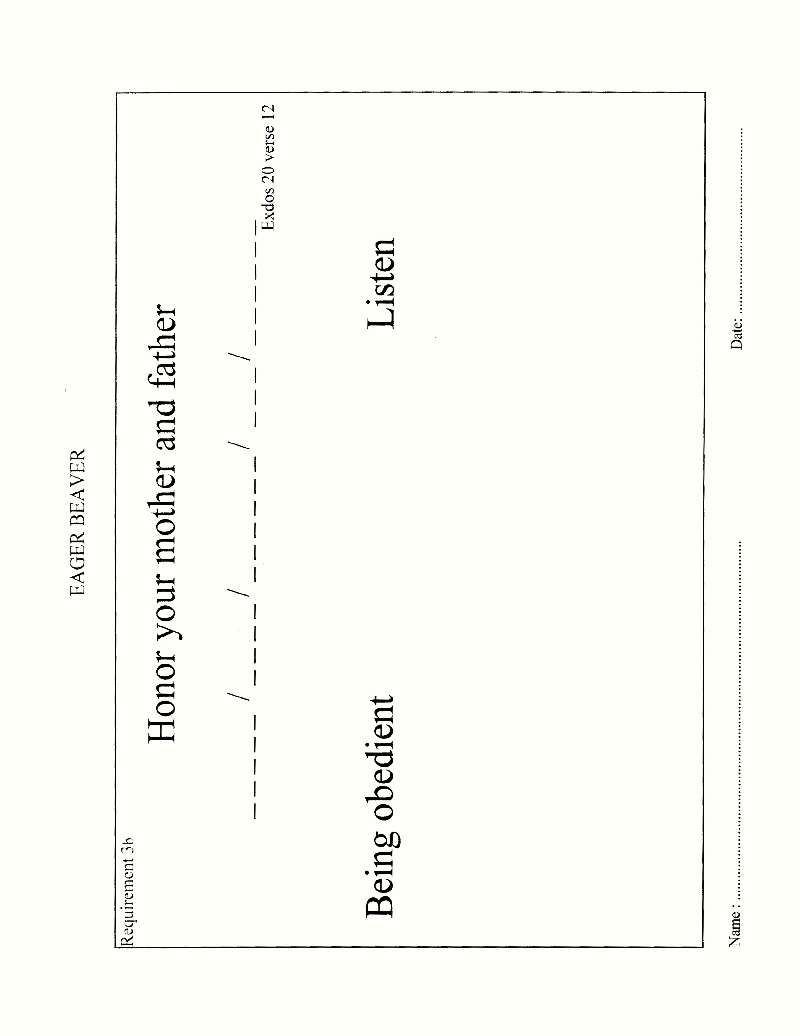 EAGER BEAVER
Requirement 3b
Honor your mother and father
_ _ _ _ _ / _ _ _ _ / _ _ _ _ _ _ / _ _ _ / _ _ _ _ _ _
Exdos 20 verse 12
Being obedient Listen
Name : ........................................ Date: ....................